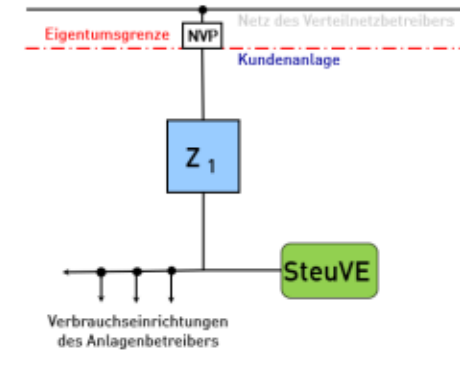 Netz des Verteilnetzbetreibers
Eigentumsgrenze
NVP
Kundenanlage
Z 1
SteuVE
Verbrauchseinrichtungen
des Anlagenbetreibers